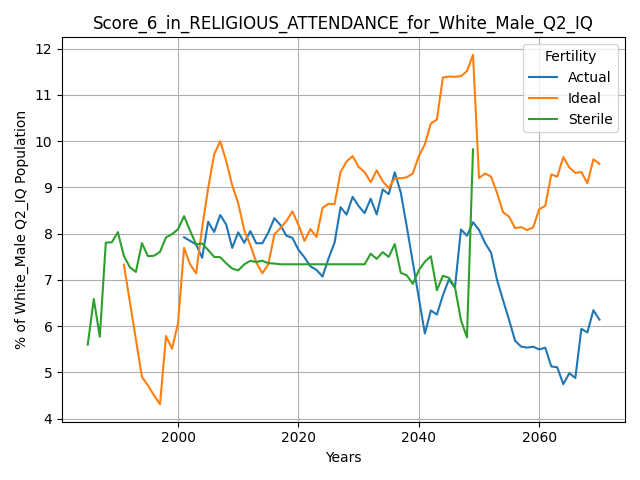 Score_6_in_RELIGIOUS_ATTENDANCE_for_White_Male_Q2_IQ
% of White_Male Q2_IQ Population
12
11
10
9
8
7
6
5
4
Fertility
Actual
Ideal
Sterile
2000 2020 2040 2060
Years